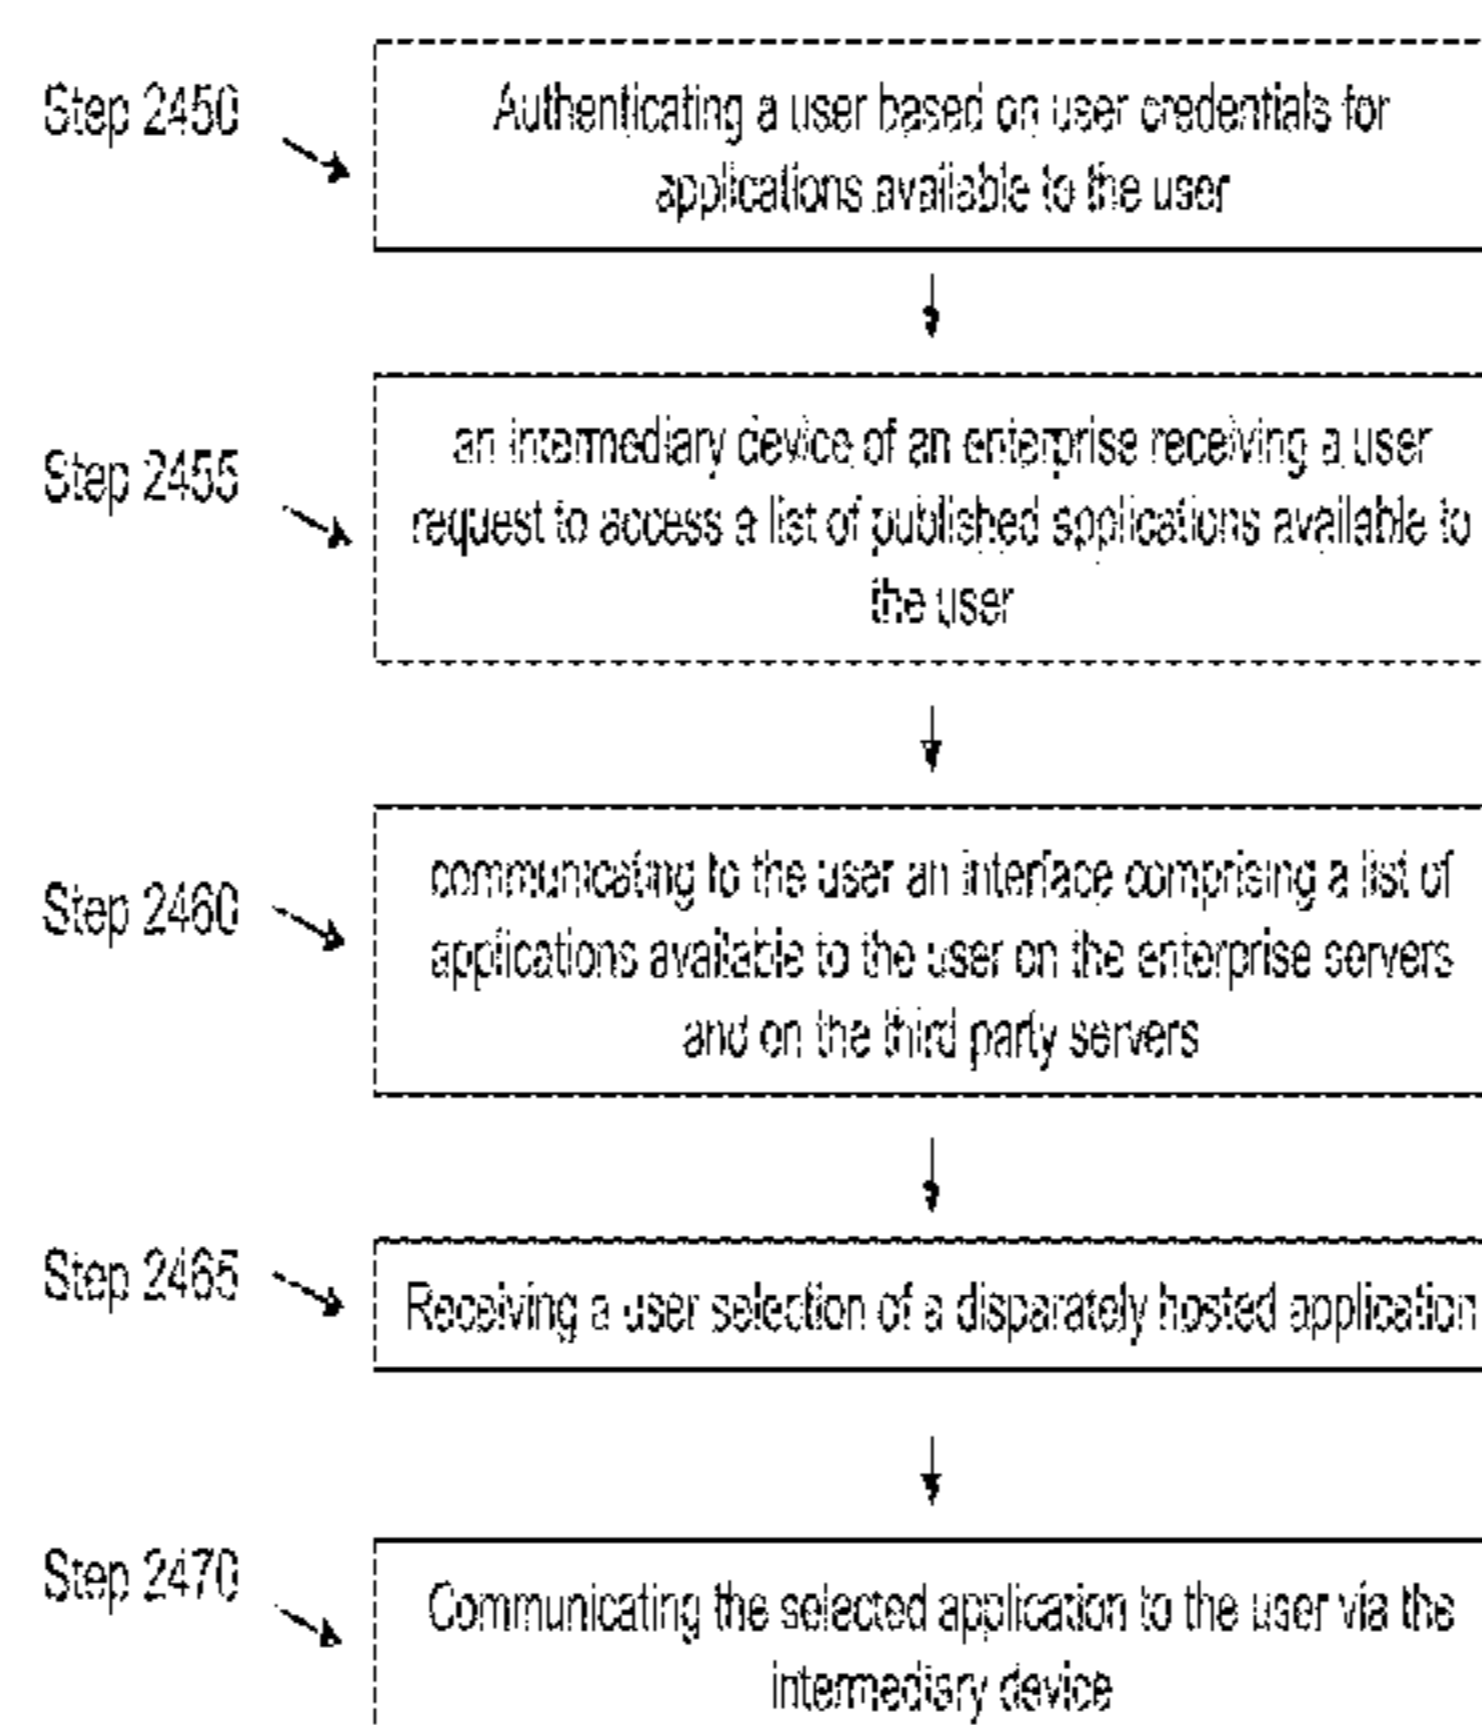 Step 2450
Authenticating a user based on user credentials for
applications available to the user
Step 2455
an intermediary device of an enterprise receiving a user
request to access a list of published applications available to
the user
Step 2460
communicating to the user an interface comprising a list of
applications available to the user on the enterprise servers
and on the third party servers
Step 2465
Receiving a user selection of a disparately hosted application
Step 2470
Communicating the selected application to the user via the
intermediary device